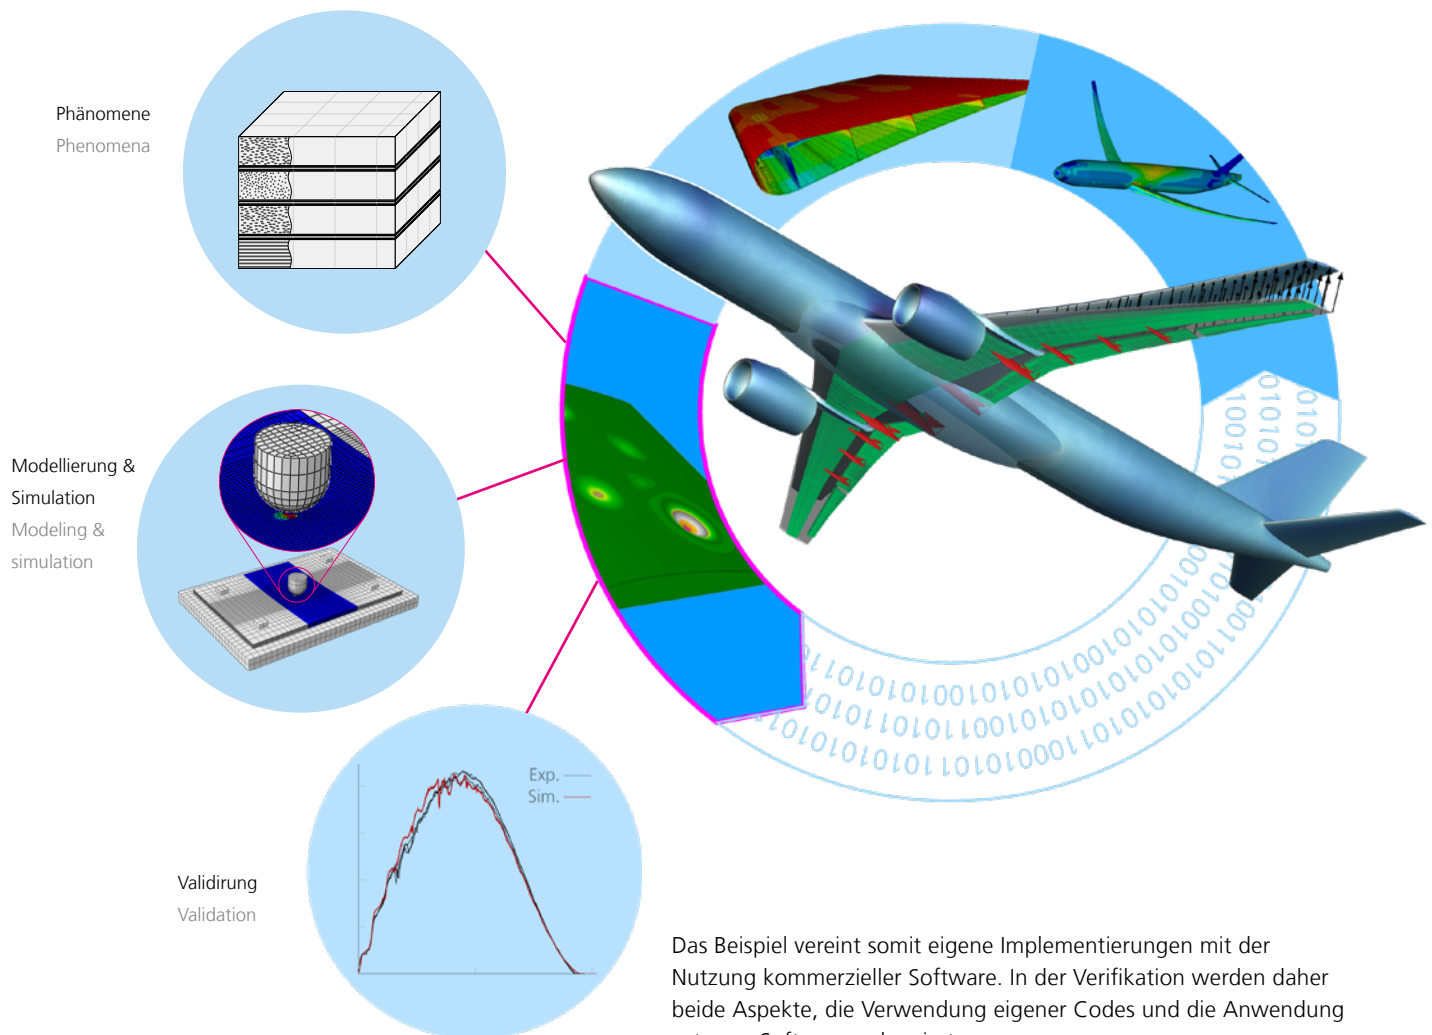 Phänomene
Phenomena
Modellierung &
Simulation
Modeling &
simulation
Exp.
Sim.
Validirung
Validation
Das Beispiel vereint somit eigene Implementierungen mit der
Nutzung kommerzieller Software. In der Verifikation werden daher
beide Aspekte, die Verwendung eigener Codes und die Anwendung